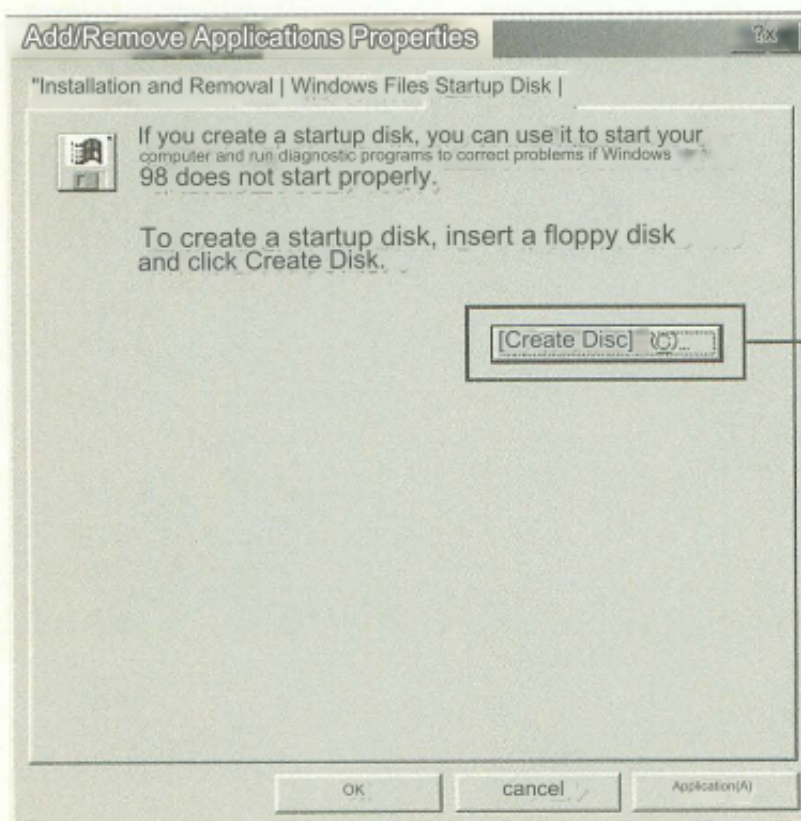 Add/Remove Applications Properties ?x
"Installation and Removal | Windows Files Startup Disk |
If you create a startup disk, you can use it to start your
computer and run diagnostic programs to correct problems if Windows
98 does not start properly.
To create a startup disk, insert a floppy disk
and click Create Disk.
[Create Disc] (C)...
OK
cancel
Application(A)